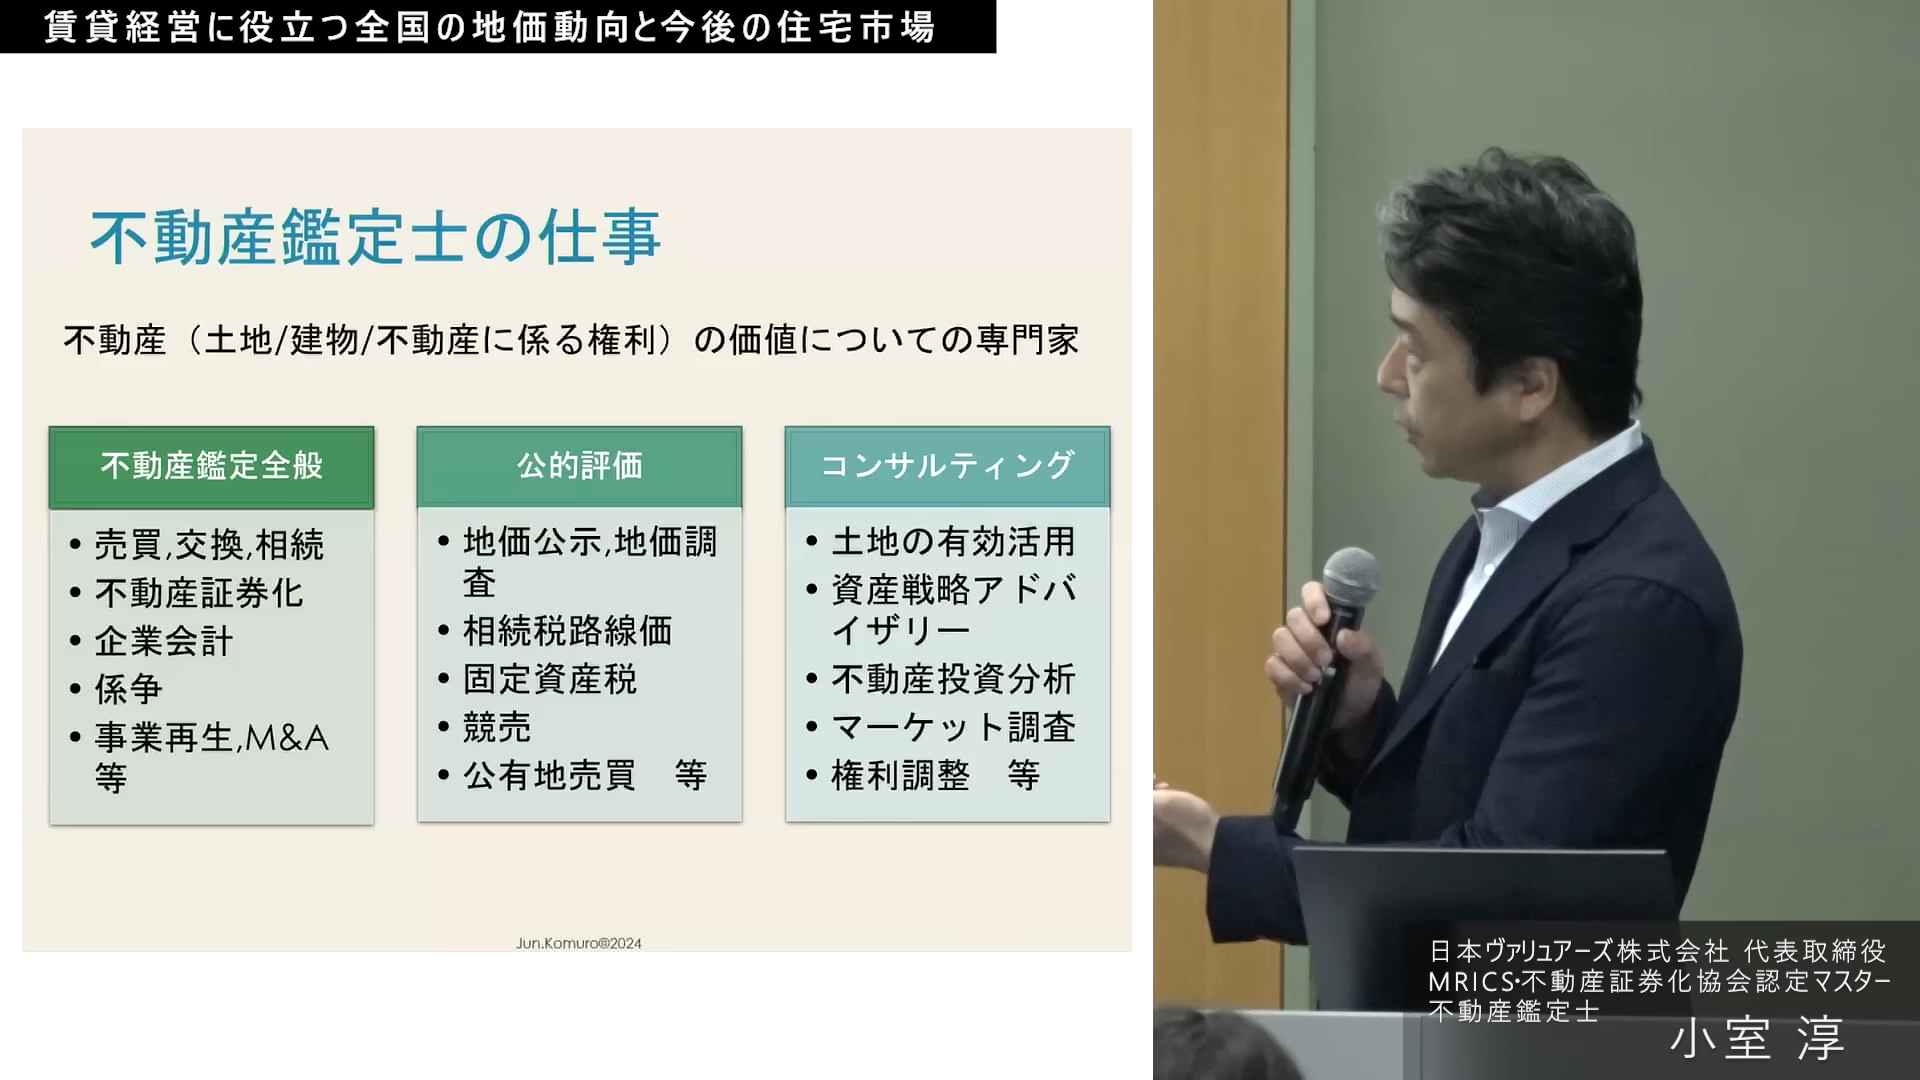 賃貸経営に役立つ全国の地価動向と今後の住宅市場
不動産鑑定士の仕事
不動産（土地/建物/不動産に係る権利）の価値についての専門家
不動産鑑定全般
• 売買,交換,相続
• 不動産証券化
• 企業会計
• 係争
• 事業再生,M&A
等
公的評価
• 地価公示,地価調
査
• 相続税路線価
• 固定資産税
• 競売
• 公有地売買　等
コンサルティング
• 土地の有効活用
• 資産戦略アドバ
イザリー
• 不動産投資分析
• マーケット調査
• 権利調整　等
Jun.Komuro@2024
日本ヴァリュアーズ株式会社 代表取締役
MRICS・不動産証券化協会認定マスター
不動産鑑定士
小室 淳